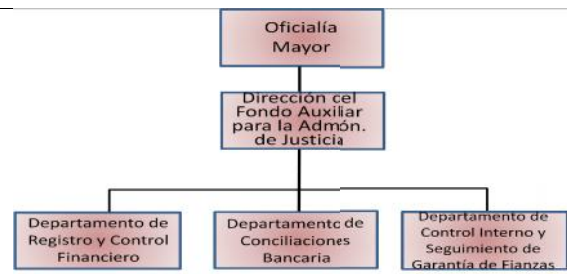 Oficialía
Mayor
Dirección cel
Fondo Auxiliar
para la Admón.
de Justicia
Departamento de
Registro y Control
Financiero
Departamentc de
Conciliaciones
Bancaria
Departamento de
Control Interno y
Seguimiento de
Garantía de Fianzas